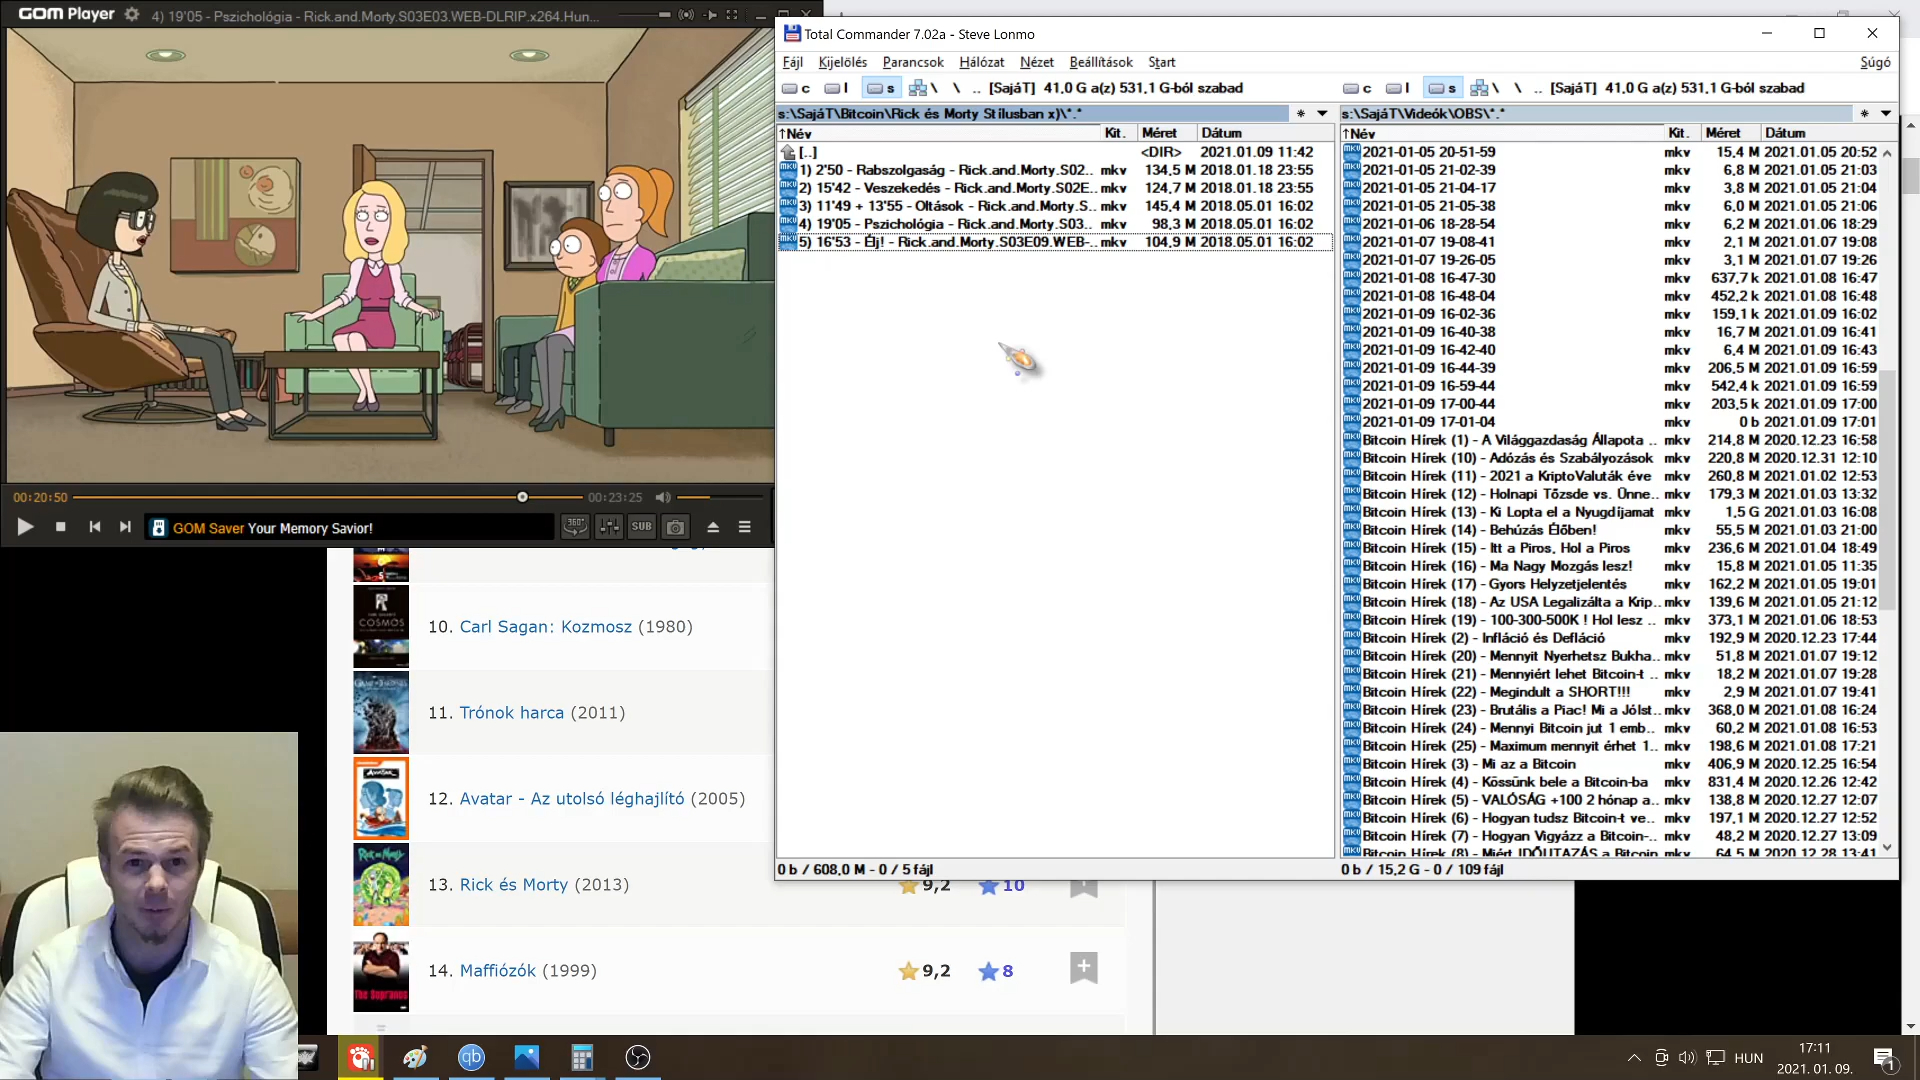 GOM Player 4) 19'05 - Pszichológia - Rick.and.Morty.S03E03.WEB-DLRIP.x264.Hun...
00:20:50 00:23:25
GOM Saver Your Memory Savior! 360° SUB
Total Commander 7.02a - Steve Lonmo
Fájl Kijelölés Parancsok Hálózat Nézet Beállítások Start Súgó
c l s \ \ .. [SajáT] 41,0 G a(z) 531,1 G-ból szabad
c l s \ \ .. [SajáT] 41,0 G a(z) 531,1 G-ból szabad
s:\SajáT\Bitcoin\Rick és Morty Stílusban x)\*.*
↑Név Kit. Méret Dátum
[..] <DIR> 2021.01.09 11:42
1) 2'50 - Rabszolgaság - Rick.and.Morty.S02.. mkv 134,5 M 2018.01.18 23:55
2) 15'42 - Veszekedés - Rick.and.Morty.S02E.. mkv 124,7 M 2018.01.18 23:55
3) 11'49 + 13'55 - Oltások - Rick.and.Morty.S.. mkv 145,4 M 2018.05.01 16:02
4) 19'05 - Pszichológia - Rick.and.Morty.S03.. mkv 98,3 M 2018.05.01 16:02
5) 16'53 - Élj! - Rick.and.Morty.S03E09.WEB-.. mkv 104,9 M 2018.05.01 16:02
0 b / 608,0 M - 0 / 5 fájl
s:\SajáT\Videók\OBS\*.*
↑Név Kit. Méret Dátum
2021-01-05 20-51-59 mkv 15,4 M 2021.01.05 20:52
2021-01-05 21-02-39 mkv 6,8 M 2021.01.05 21:03
2021-01-05 21-04-17 mkv 3,8 M 2021.01.05 21:04
2021-01-05 21-05-38 mkv 6,0 M 2021.01.05 21:06
2021-01-06 18-28-54 mkv 6,2 M 2021.01.06 18:29
2021-01-07 19-08-41 mkv 2,1 M 2021.01.07 19:08
2021-01-07 19-26-05 mkv 3,1 M 2021.01.07 19:26
2021-01-08 16-47-30 mkv 637,7 k 2021.01.08 16:47
2021-01-08 16-48-04 mkv 452,2 k 2021.01.08 16:48
2021-01-09 16-02-36 mkv 159,1 k 2021.01.09 16:02
2021-01-09 16-40-38 mkv 16,7 M 2021.01.09 16:41
2021-01-09 16-42-40 mkv 6,4 M 2021.01.09 16:43
2021-01-09 16-44-39 mkv 206,5 M 2021.01.09 16:59
2021-01-09 16-59-44 mkv 542,4 k 2021.01.09 16:59
2021-01-09 17-00-44 mkv 203,5 k 2021.01.09 17:00
2021-01-09 17-01-04 mkv 0 b 2021.01.09 17:01
Bitcoin Hírek (1) - A Világgazdaság Állapota .. mkv 214,8 M 2020.12.23 16:58
Bitcoin Hírek (10) - Adózás és Szabályozások mkv 220,8 M 2020.12.31 12:10
Bitcoin Hírek (11) - 2021 a KriptoValuták éve mkv 260,8 M 2021.01.02 12:53
Bitcoin Hírek (12) - Holnapi Tőzsde vs. Ünne.. mkv 179,3 M 2021.01.03 13:32
Bitcoin Hírek (13) - Ki Lopta el a Nyugdíjamat mkv 1,5 G 2021.01.03 16:08
Bitcoin Hírek (14) - Behúzás Élőben! mkv 55,5 M 2021.01.03 21:00
Bitcoin Hírek (15) - Itt a Piros, Hol a Piros mkv 236,6 M 2021.01.04 18:49
Bitcoin Hírek (16) - Ma Nagy Mozgás lesz! mkv 15,8 M 2021.01.05 11:35
Bitcoin Hírek (17) - Gyors Helyzetjelentés mkv 162,2 M 2021.01.05 19:01
Bitcoin Hírek (18) - Az USA Legalizálta a Krip.. mkv 139,6 M 2021.01.05 21:12
Bitcoin Hírek (19) - 100-300-500K ! Hol lesz .. mkv 373,1 M 2021.01.06 18:53
Bitcoin Hírek (2) - Infláció és Defláció mkv 192,9 M 2020.12.23 17:44
Bitcoin Hírek (20) - Mennyit Nyerhetsz Bukha.. mkv 51,8 M 2021.01.07 19:12
Bitcoin Hírek (21) - Mennyiért lehet Bitcoin-t .. mkv 18,2 M 2021.01.07 19:28
Bitcoin Hírek (22) - Megindult a SHORT!!! mkv 2,9 M 2021.01.07 19:41
Bitcoin Hírek (23) - Brutális a Piac! Mi a Jólst.. mkv 368,0 M 2021.01.08 16:24
Bitcoin Hírek (24) - Mennyi Bitcoin jut 1 emb.. mkv 60,2 M 2021.01.08 16:53
Bitcoin Hírek (25) - Maximum mennyit érhet 1.. mkv 198,6 M 2021.01.08 17:21
Bitcoin Hírek (3) - Mi az a Bitcoin mkv 406,9 M 2020.12.25 16:54
Bitcoin Hírek (4) - Kössünk bele a Bitcoin-ba mkv 831,4 M 2020.12.26 12:42
Bitcoin Hírek (5) - VALÓSÁG +100 2 hónap a.. mkv 138,8 M 2020.12.27 12:07
Bitcoin Hírek (6) - Hogyan tudsz Bitcoin-t ve.. mkv 197,1 M 2020.12.27 12:52
Bitcoin Hírek (7) - Hogyan Vigyázz a Bitcoin-.. mkv 48,2 M 2020.12.27 13:09
Bitcoin Hírek (8) - Miért IDŐUTAZÁS a Bitcoin mkv 64,5 M 2020.12.28 13:41
0 b / 15,2 G - 0 / 109 fájl
COSMOS
10. Carl Sagan: Kozmosz (1980)
11. Trónok harca (2011)
AVATAR
12. Avatar - Az utolsó léghajlító (2005)
Rick and Morty
13. Rick és Morty (2013) 9,2 10
The Sopranos
14. Maffiózók (1999) 9,2 8
qb
HUN
17:11
2021. 01. 09.
1